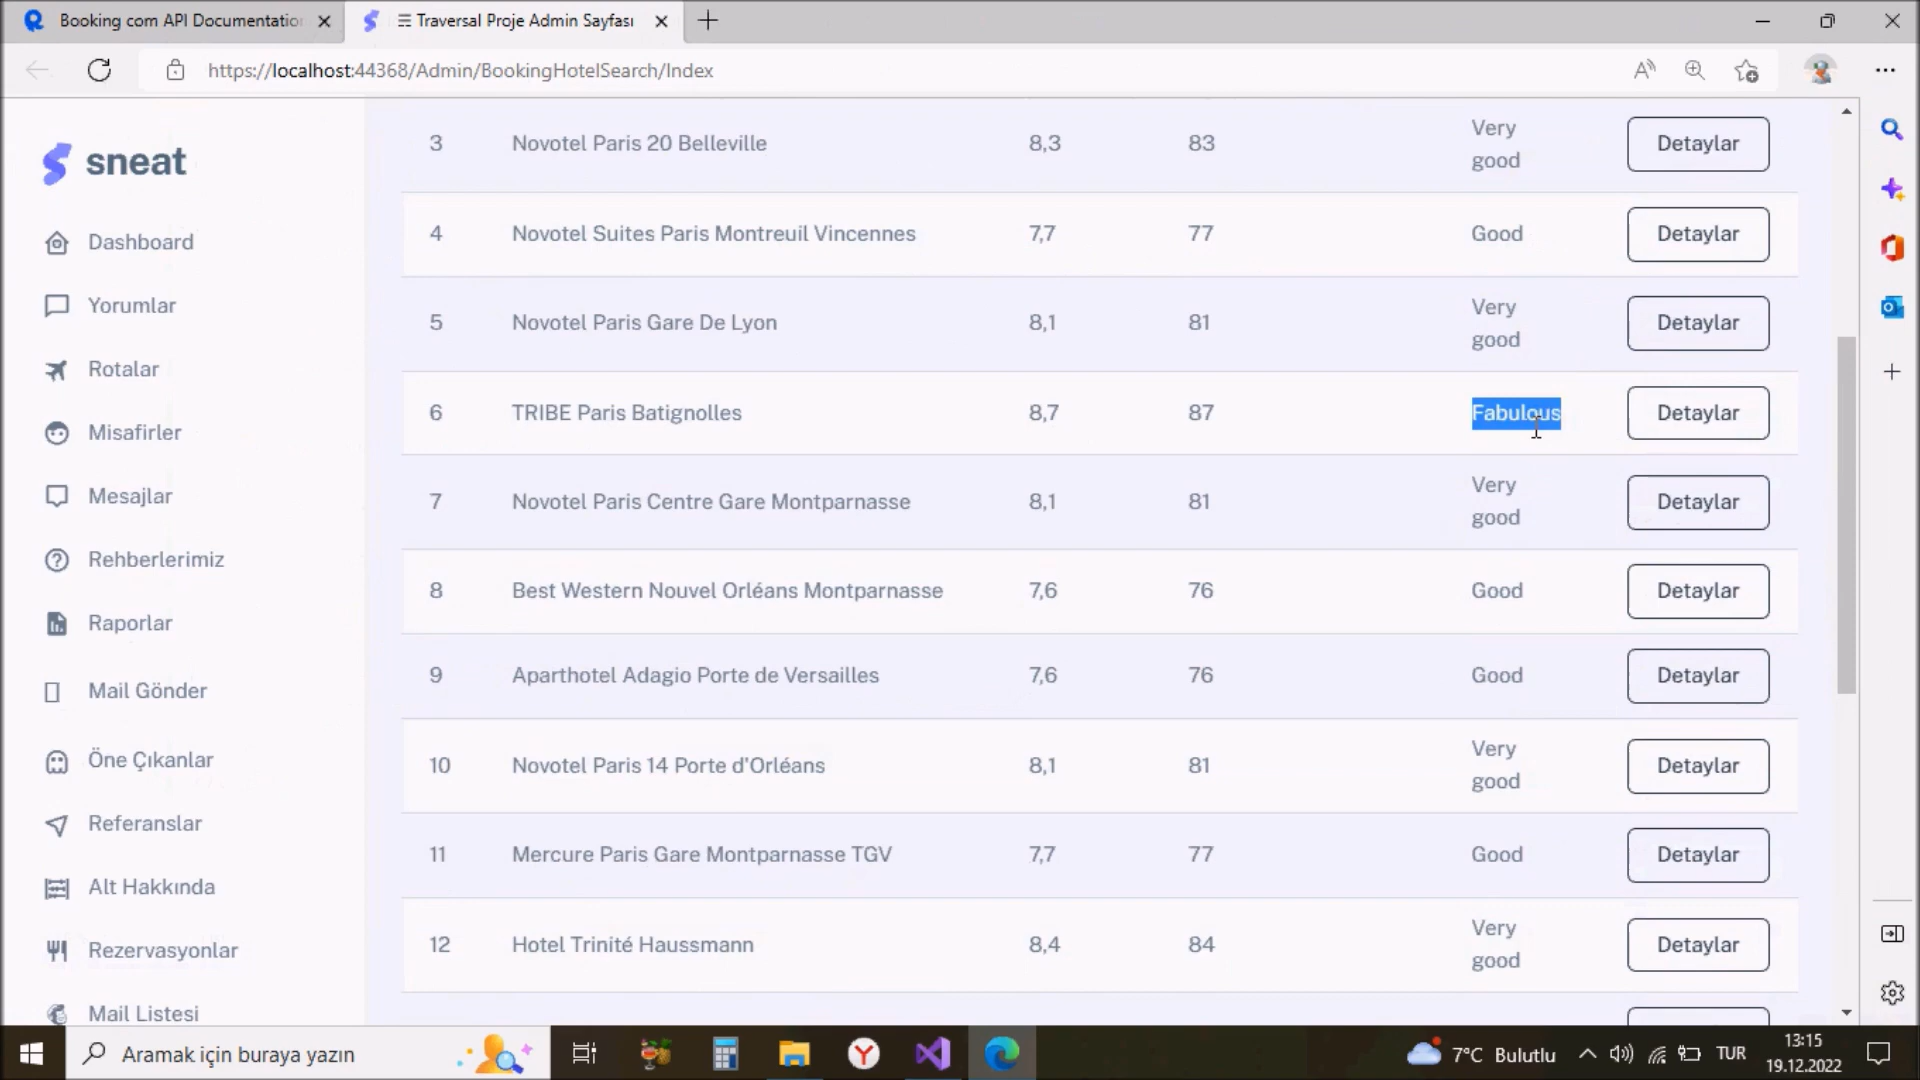 Booking com API Documentatio
Traversal Proje Admin Sayfası
https://localhost:44368/Admin/BookingHotelSearch/Index
sneat
Dashboard
Yorumlar
Rotalar
Misafirler
Mesajlar
Rehberlerimiz
Raporlar
Mail Gönder
Öne Çıkanlar
Referanslar
Alt Hakkında
Rezervasyonlar
Mail Listesi
3 Novotel Paris 20 Belleville 8,3 83 Very good Detaylar
4 Novotel Suites Paris Montreuil Vincennes 7,7 77 Good Detaylar
5 Novotel Paris Gare De Lyon 8,1 81 Very good Detaylar
6 TRIBE Paris Batignolles 8,7 87 Fabulous Detaylar
7 Novotel Paris Centre Gare Montparnasse 8,1 81 Very good Detaylar
8 Best Western Nouvel Orléans Montparnasse 7,6 76 Good Detaylar
9 Aparthotel Adagio Porte de Versailles 7,6 76 Good Detaylar
10 Novotel Paris 14 Porte d'Orléans 8,1 81 Very good Detaylar
11 Mercure Paris Gare Montparnasse TGV 7,7 77 Good Detaylar
12 Hotel Trinité Haussmann 8,4 84 Very good Detaylar
Aramak için buraya yazın
7°C Bulutlu
TUR
13:15
19.12.2022